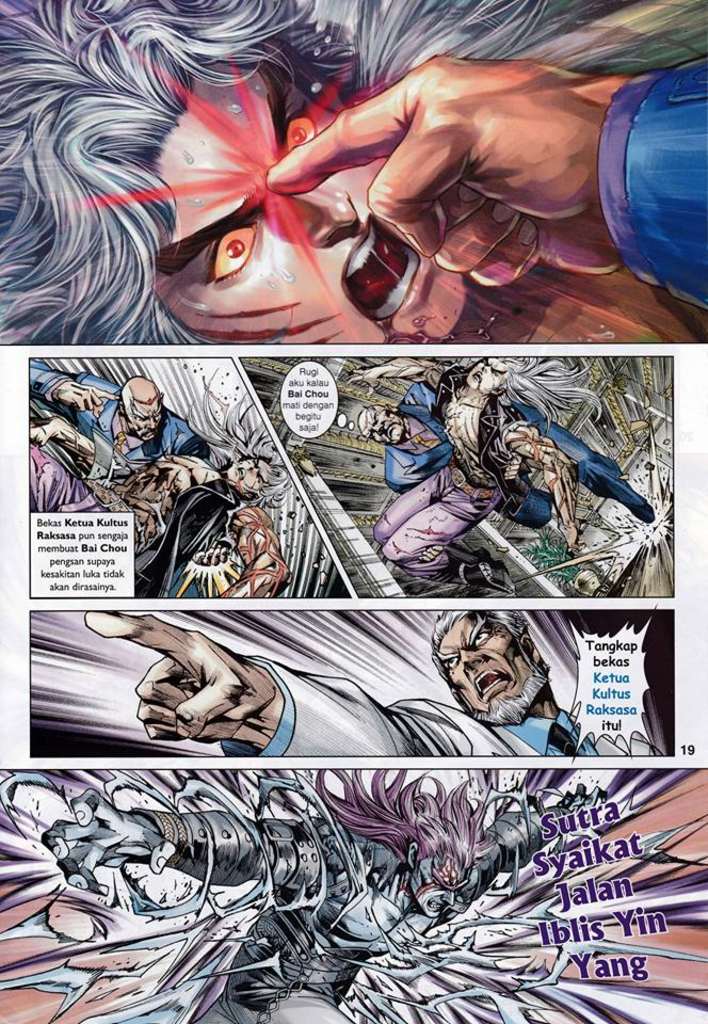 Rugi
aku kalau
Bai Chou
mati dengan
begitu
saja!
Bekas Ketua Kultus
Raksasa pun sengaja
membuat Bai Chou
pengsan supaya
kesakitan luka tidak
akan dirasainya.
Tangkap
bekas
Ketua
Kultus
Raksasa
itu!
19
Sutra
Syaikat
Jalan
Iblis Yin
Yang